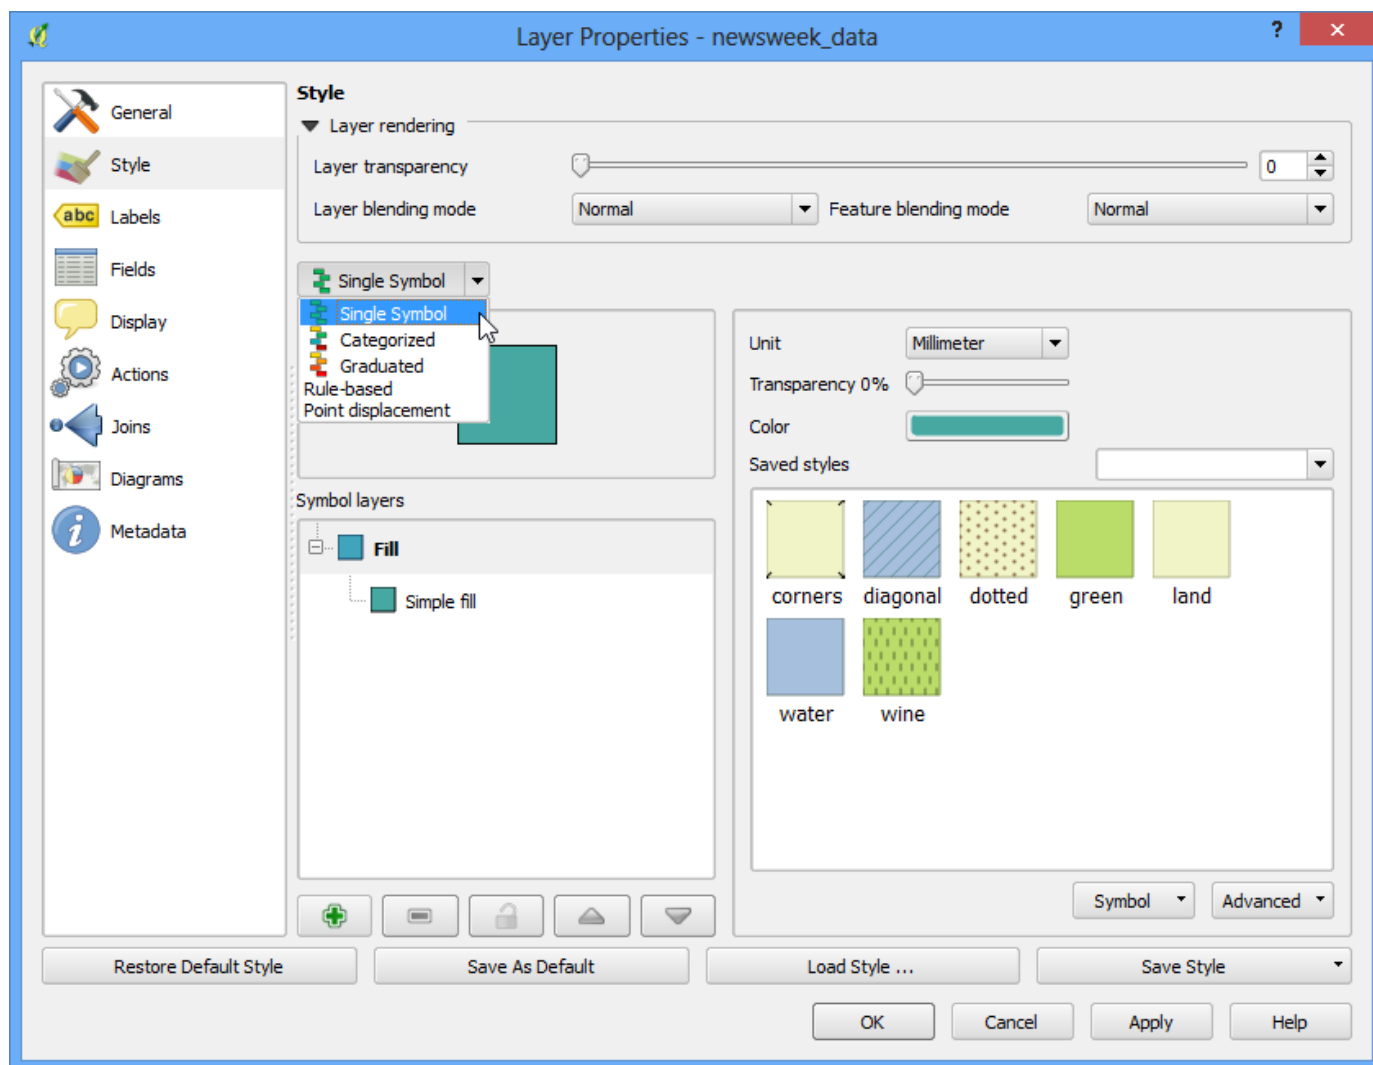 Layer Properties - newsweek_data
?
General
Style
abc Labels
Fields
Display
Actions
Joins
Diagrams
i Metadata
Style
Layer rendering
Layer transparency 0
Layer blending mode Normal Feature blending mode Normal
Single Symbol
Single Symbol
Categorized
Graduated
Rule-based
Point displacement
Symbol layers
Fill
Simple fill
Unit Millimeter
Transparency 0%
Color
Saved styles
corners diagonal dotted green land
water wine
Symbol Advanced
Restore Default Style Save As Default Load Style ... Save Style
OK Cancel Apply Help